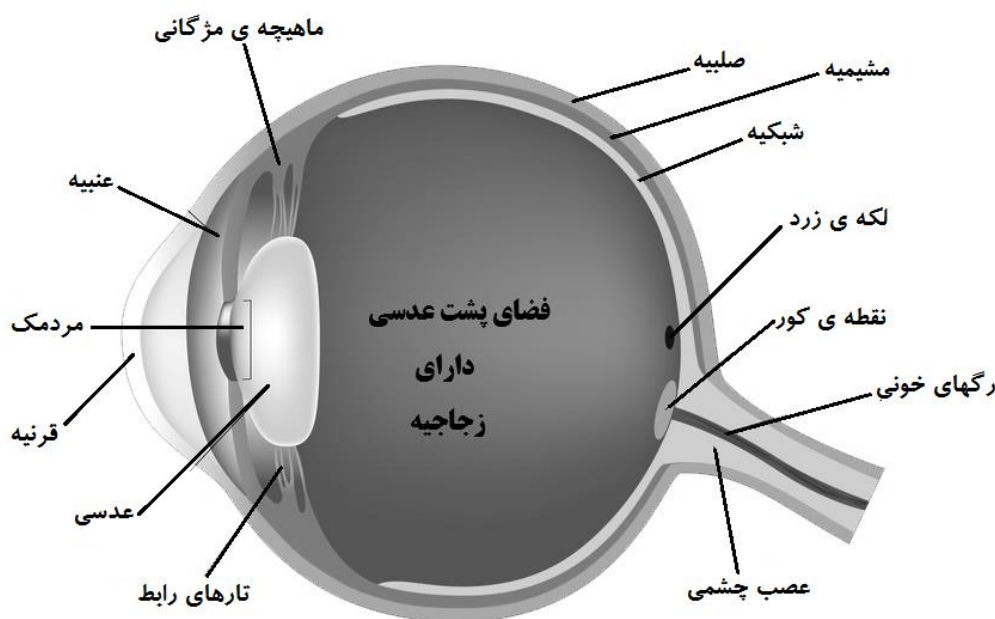 ماهیچه ی مژگانی
صلبیه
مشیمیه
شبکیه
عنبیه
لکه ی زرد
مردمک
نقطه ی کور
فضای پشت عدسی
دارای
زجاجیه
رگهای خونی
قرنیه
عدسی
تارهای رابط
عصب چشمی